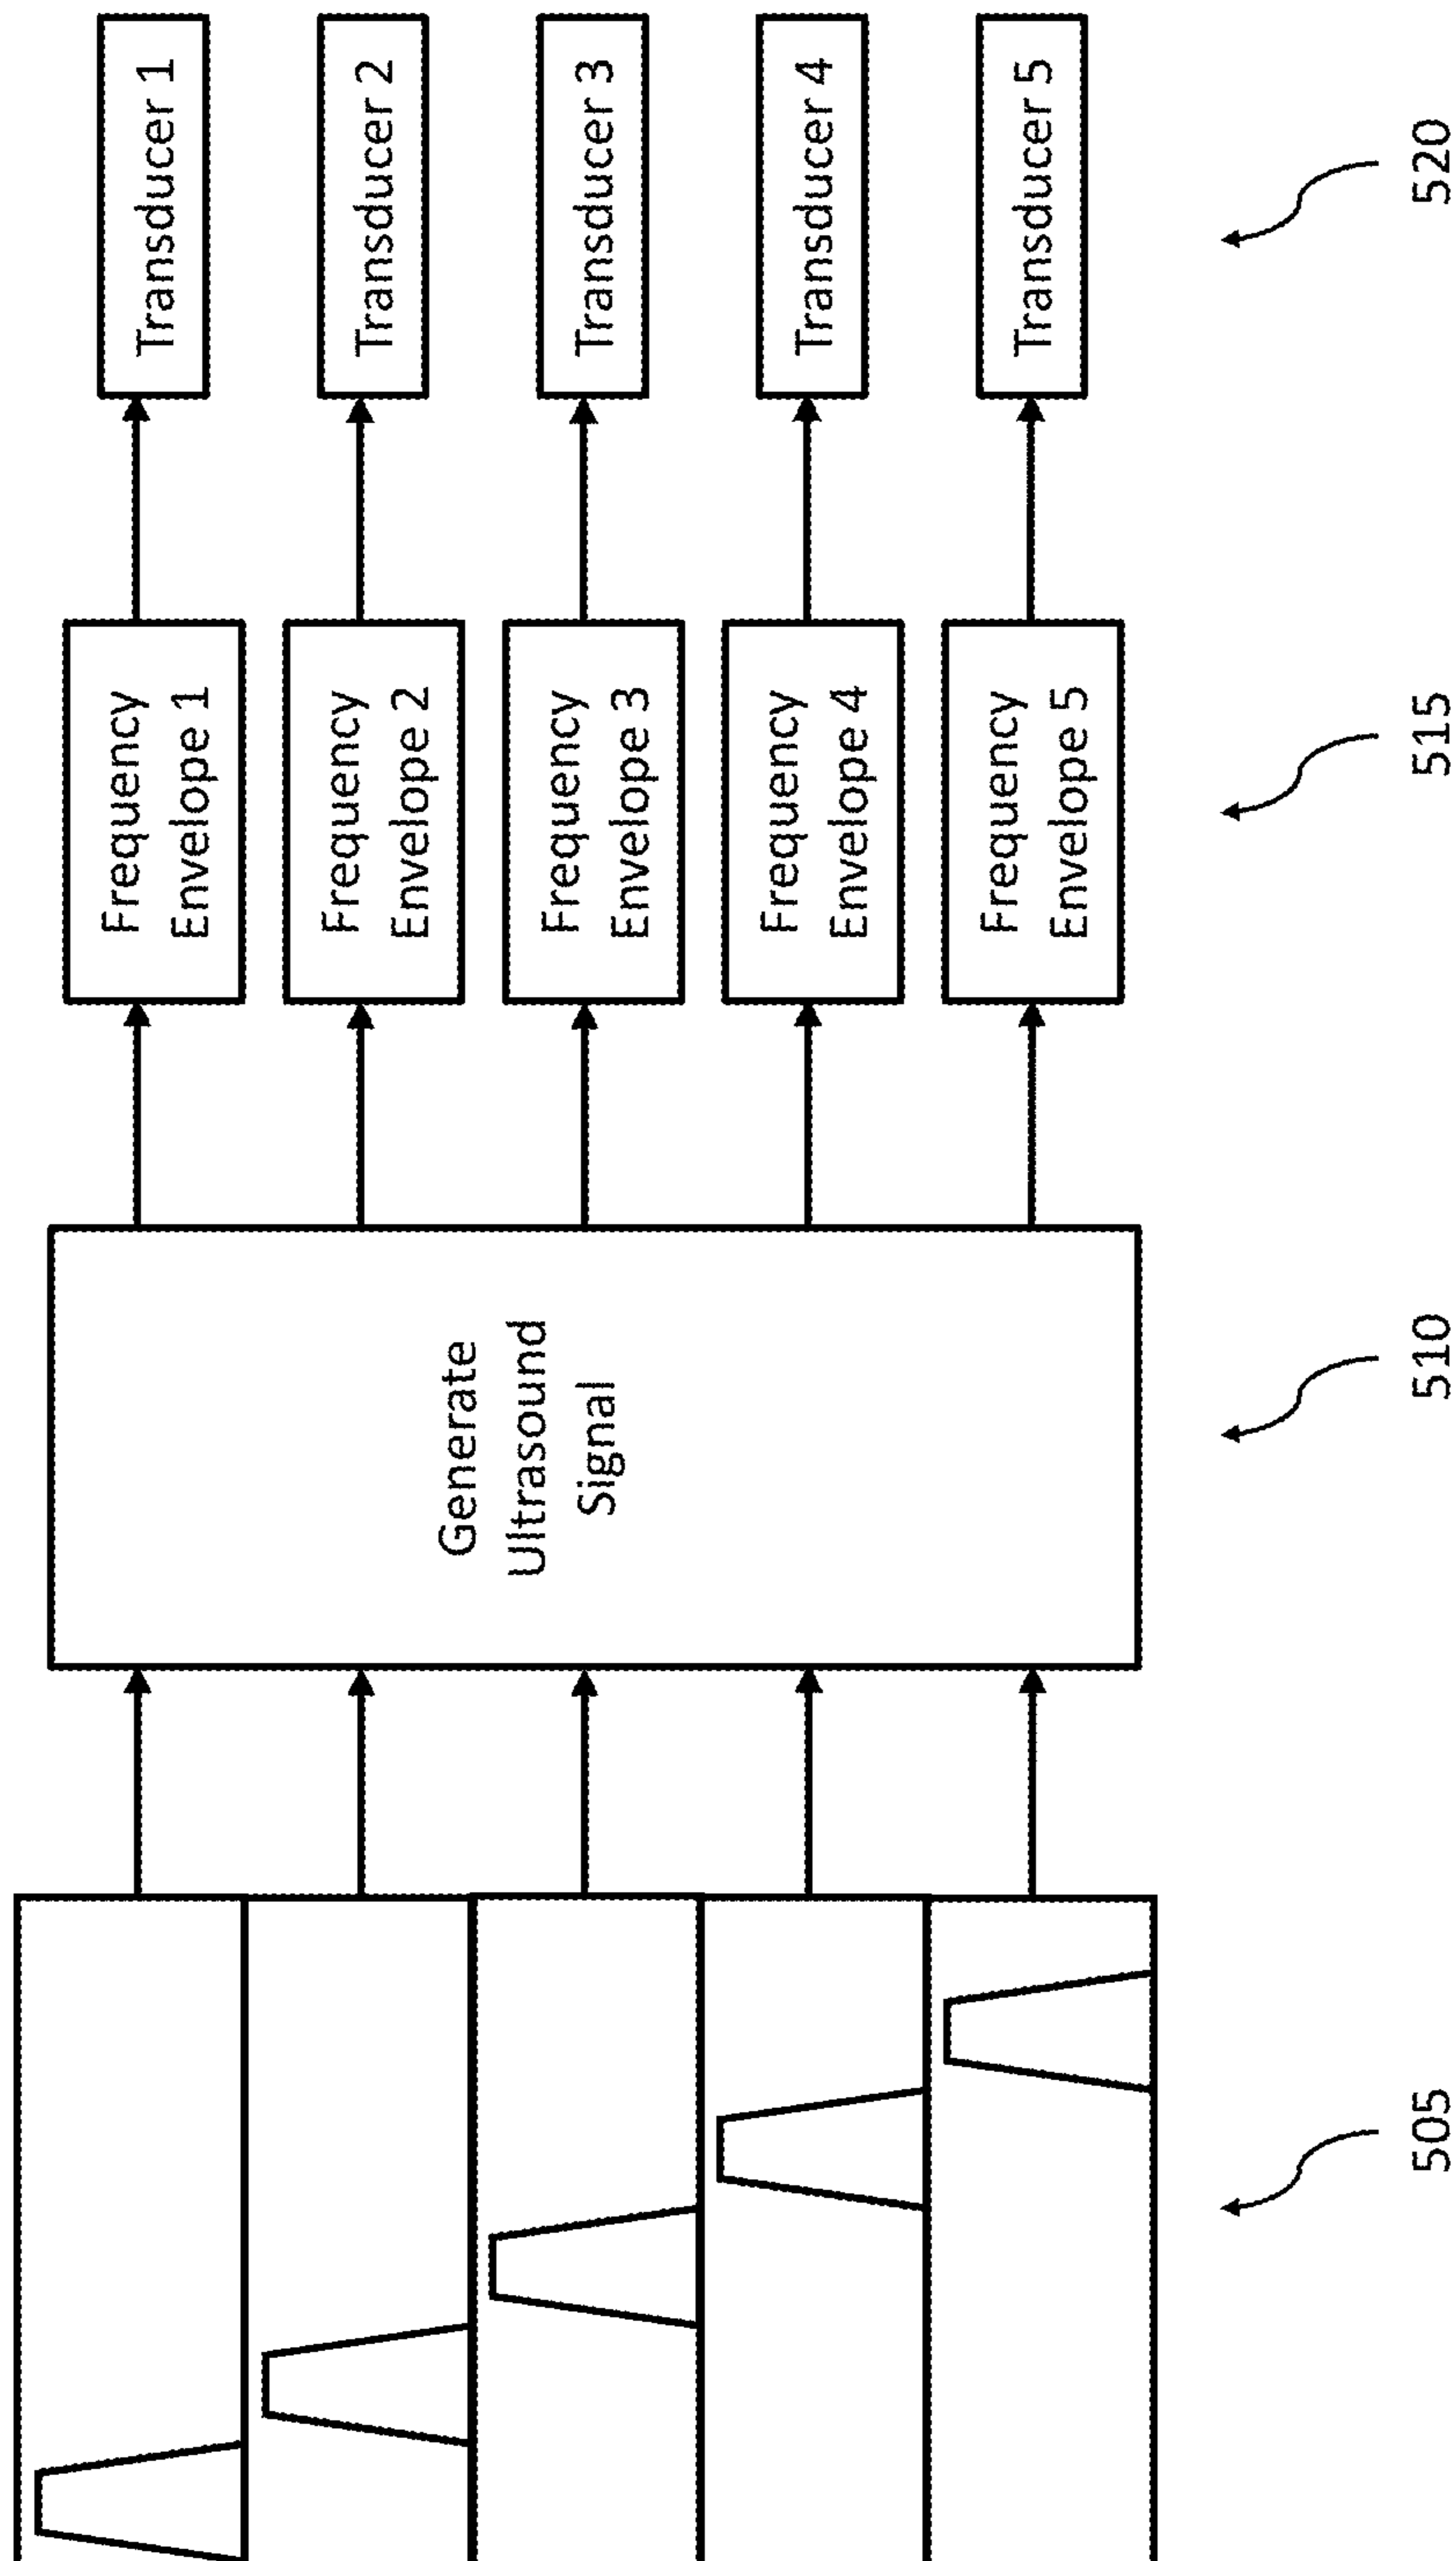 Generate
Ultrasound
Signal
Frequency
Envelope 1
Frequency
Envelope 2
Frequency
Envelope 3
Frequency
Envelope 4
Frequency
Envelope 5
Transducer 1
Transducer 2
Transducer 3
Transducer 4
Transducer 5
505
510
515
520